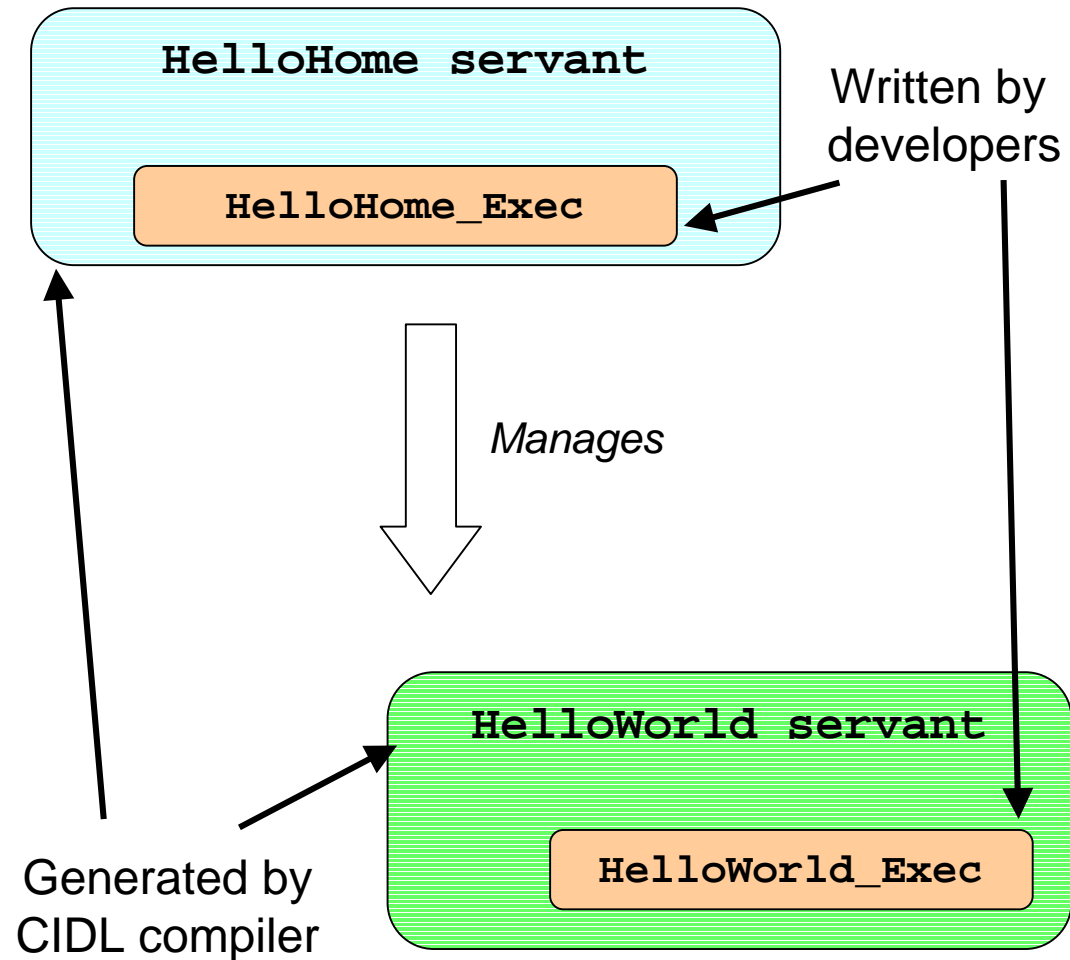 HelloHome servant
Written by
developers
HelloHome_Exec
Manages
HelloWorld servant
HelloWorld_Exec
Generated by
CIDL compiler